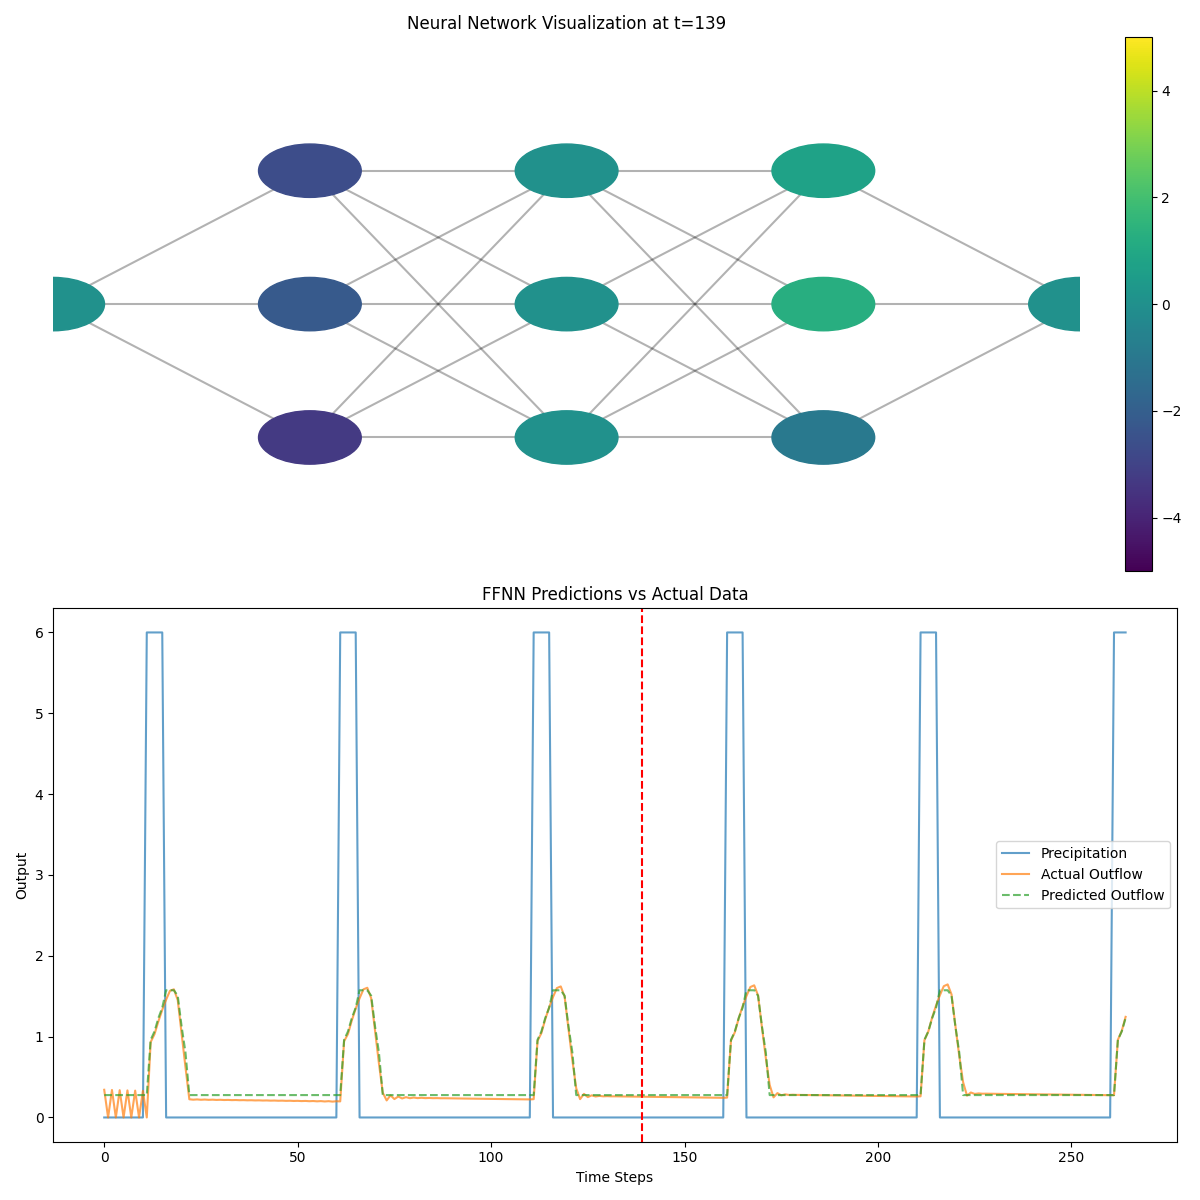 Neural Network Visualization at t=139
4
2
0
−2
−4
FFNN Predictions vs Actual Data
6
5
4
3
2
1
0
Output
Precipitation
Actual Outflow
Predicted Outflow
0 50 100 150 200 250
Time Steps